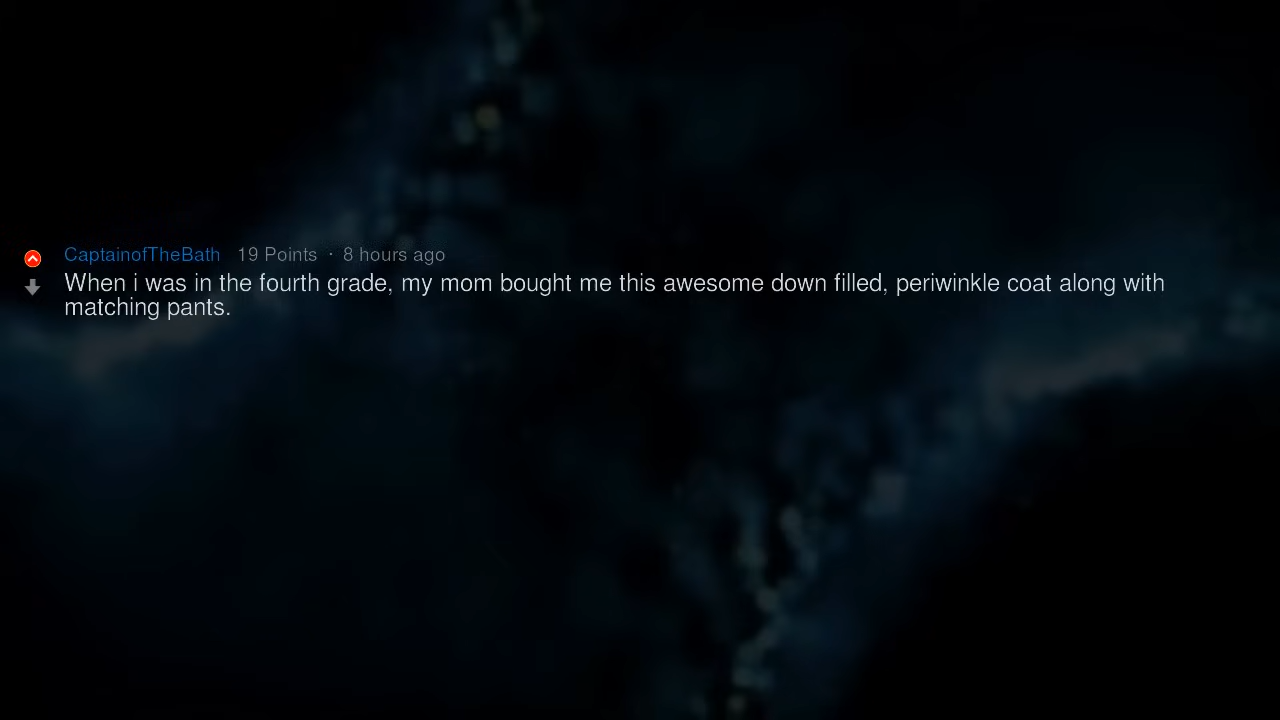 CaptainofTheBath 19 Points · 8 hours ago
When i was in the fourth grade, my mom bought me this awesome down filled, periwinkle coat along with
matching pants.